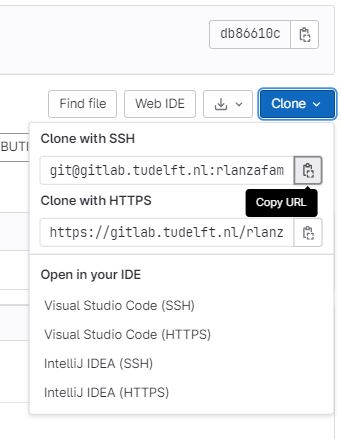 db86610c
Find file
Web IDE
Clone
BUTI
Clone with SSH
git@gitlab.tudelft.nl:rlanzafam
Copy URL
Clone with HTTPS
https://gitlab.tudelft.nl/rlanz
Open in your IDE
Visual Studio Code (SSH)
Visual Studio Code (HTTPS)
IntelliJ IDEA (SSH)
IntelliJ IDEA (HTTPS)